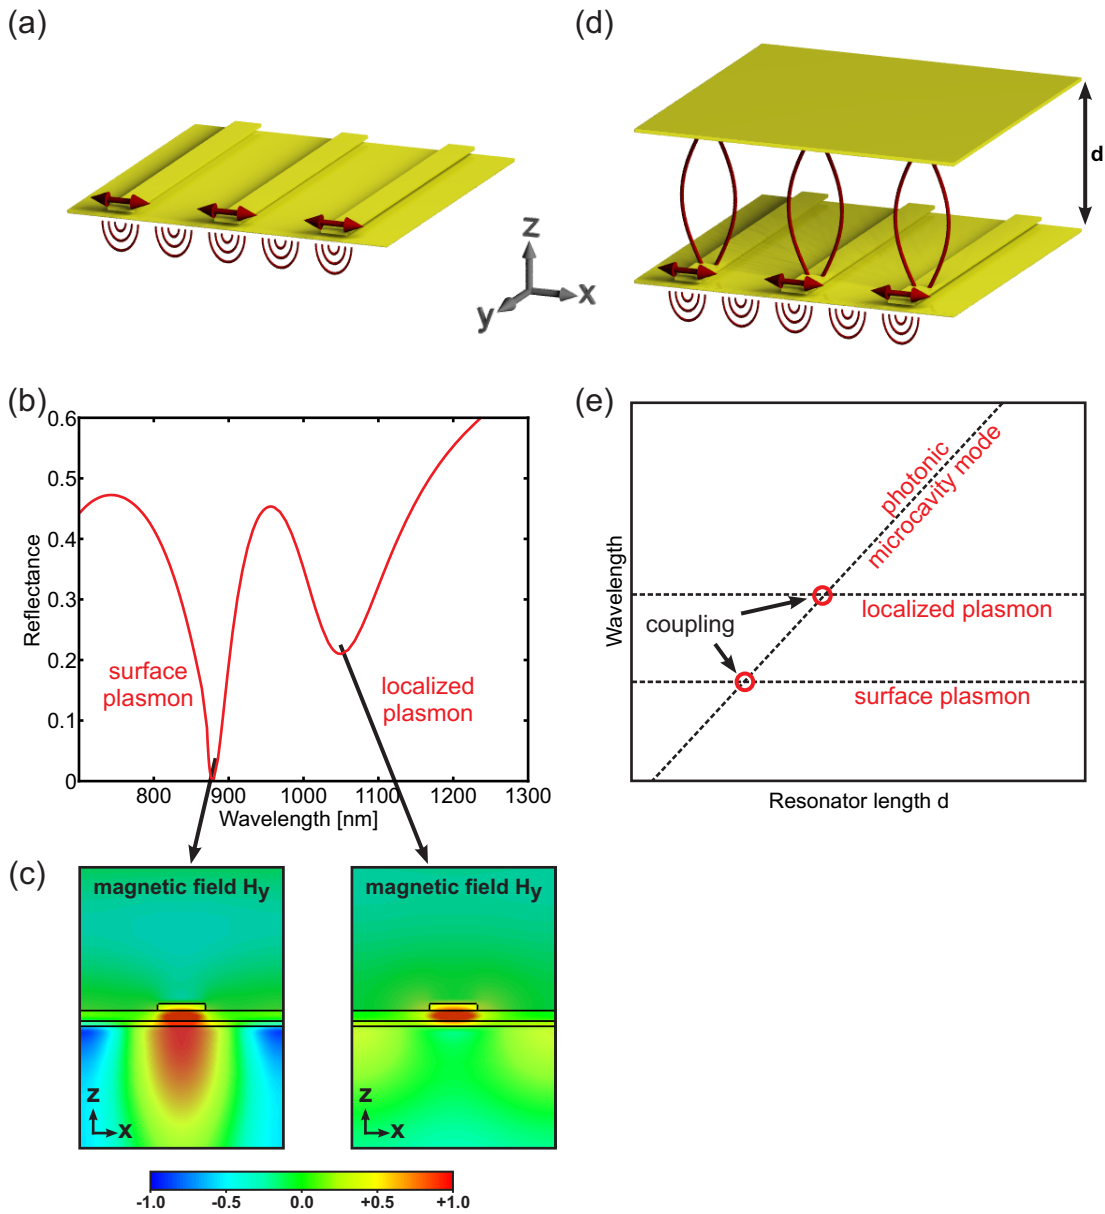 (a)
z
x
y
(d)
d
(b)
0.6
0.5
0.4
0.3
0.2
0.1
0
Reflectance
surface
plasmon
localized
plasmon
800
900
1000
1100
1200
1300
Wavelength [nm]
(e)
Wavelength
photonic
microcavity mode
localized plasmon
coupling
surface plasmon
Resonator length d
(c)
magnetic field Hy
z
x
magnetic field Hy
z
x
-1.0 -0.5 0.0 +0.5 +1.0